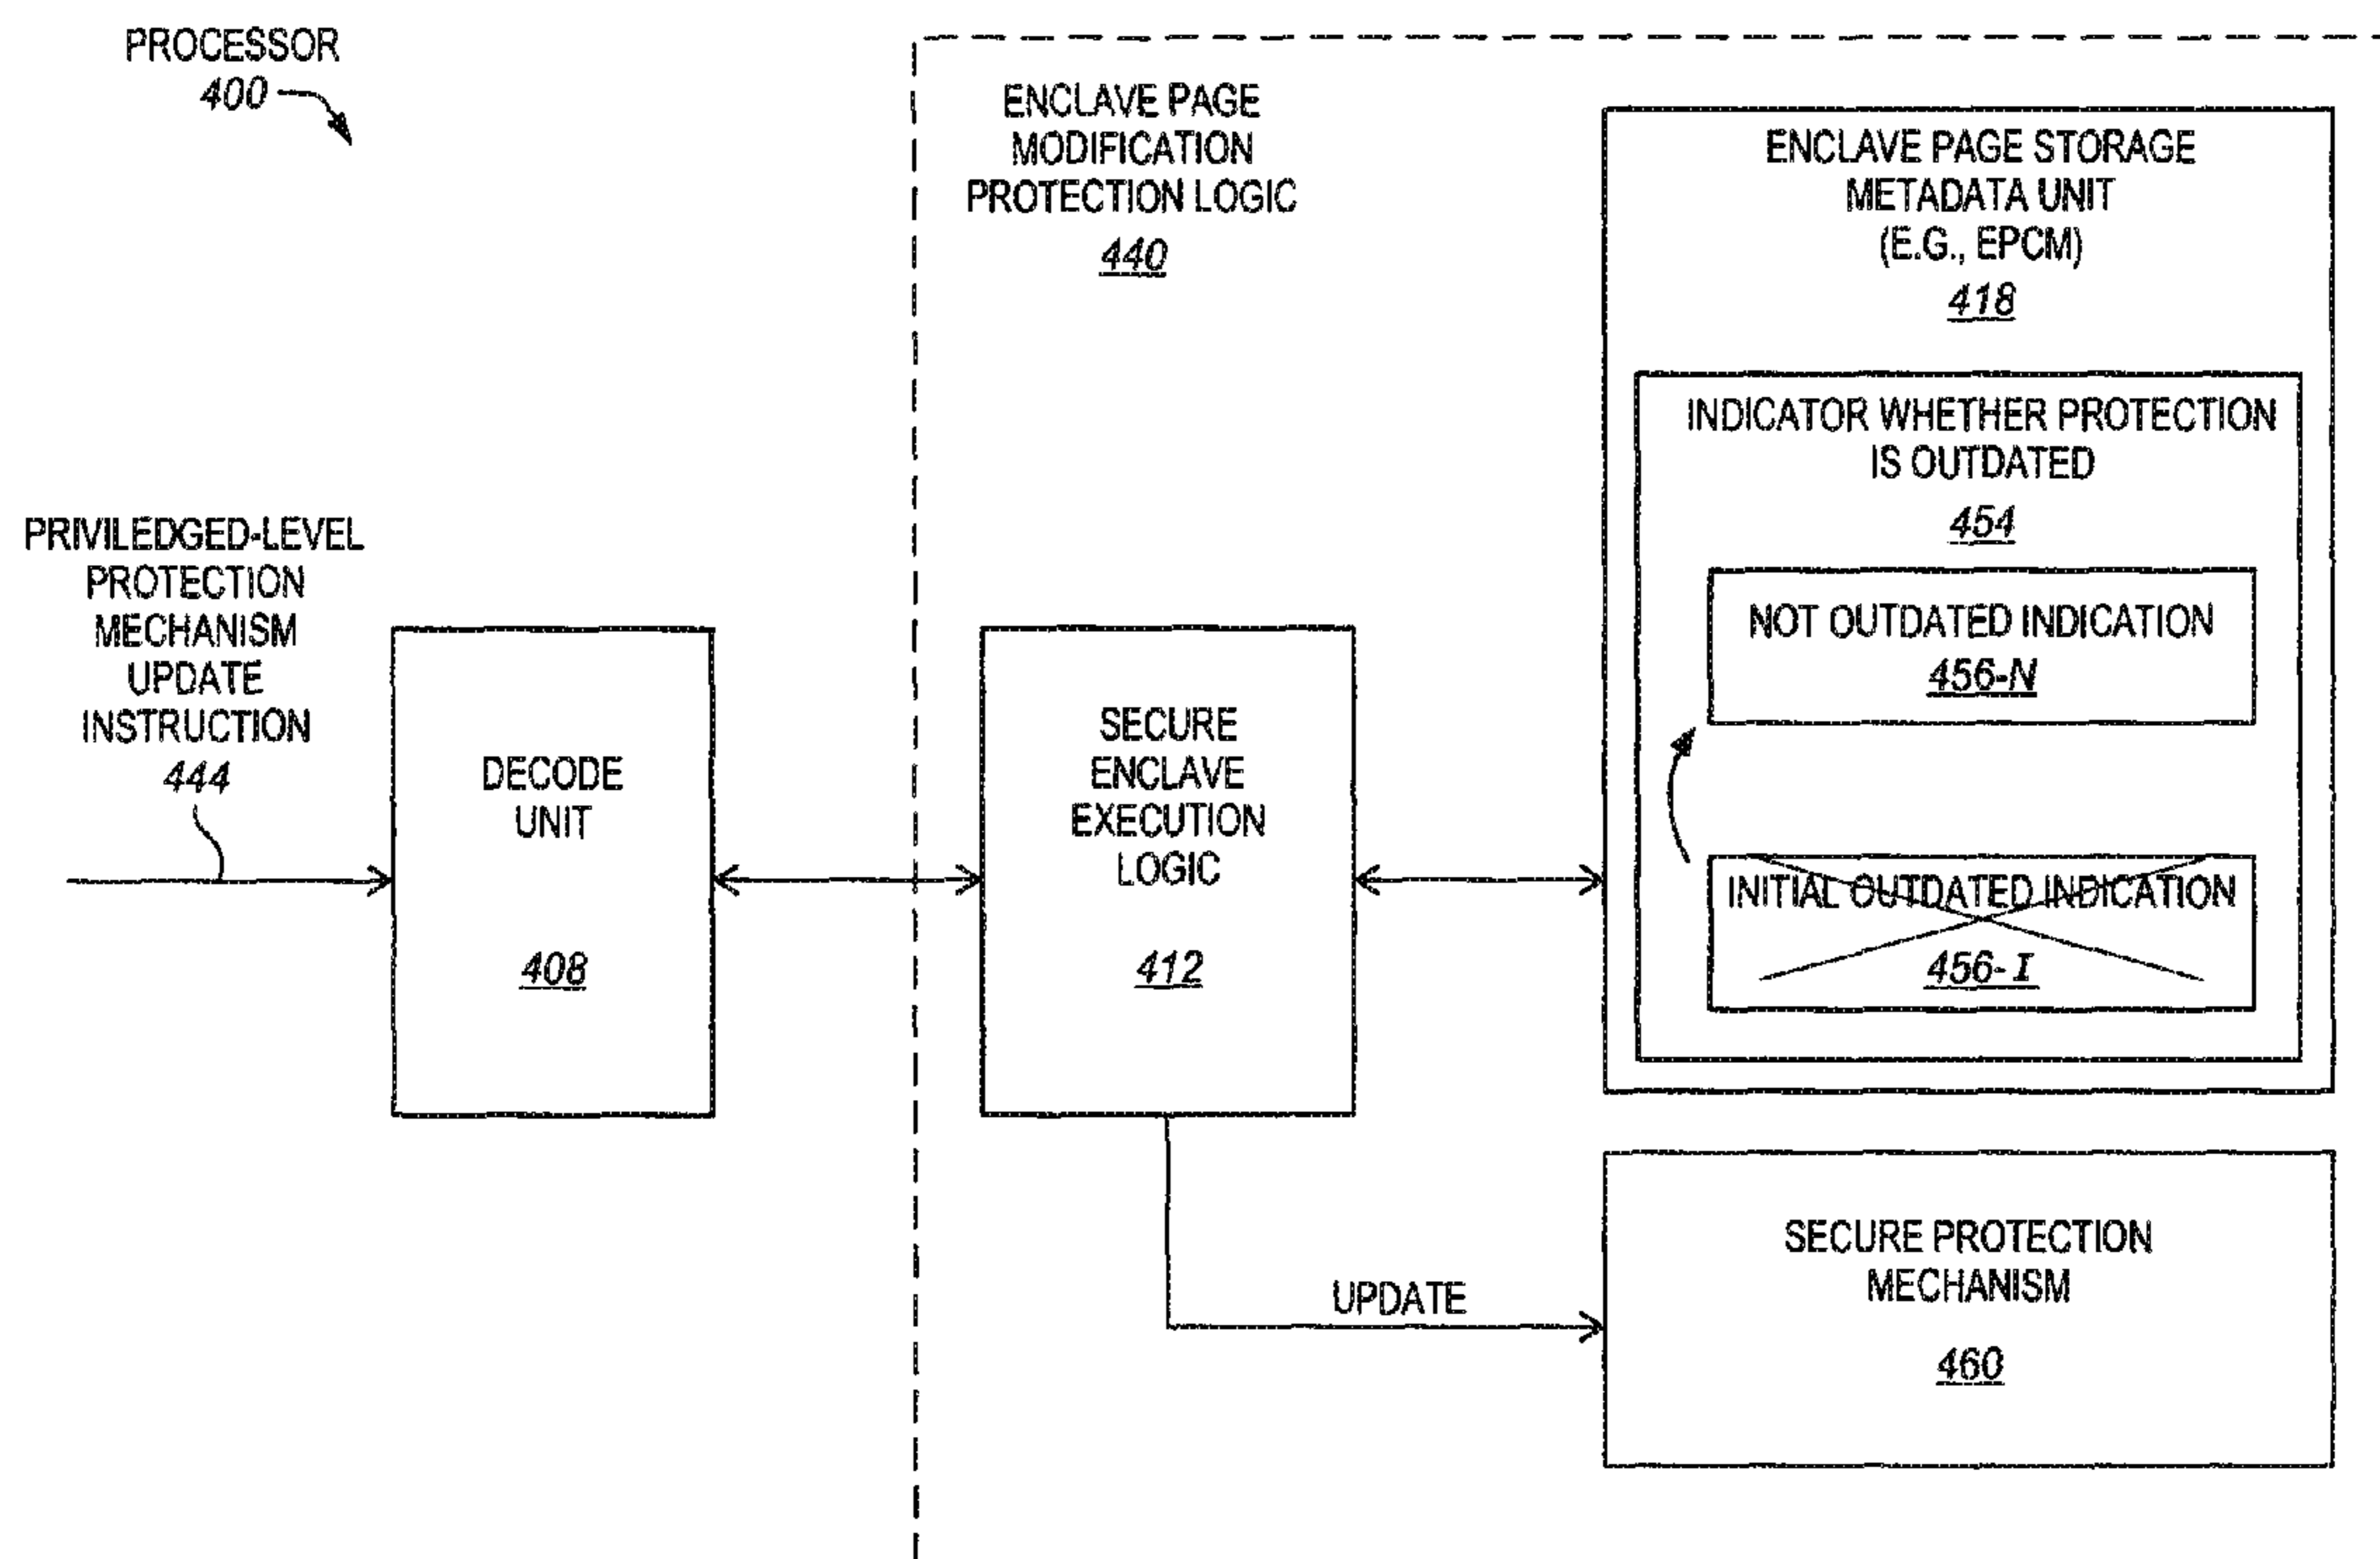 PROCESSOR
400
ENCLAVE PAGE
MODIFICATION
PROTECTION LOGIC
440
ENCLAVE PAGE STORAGE
METADATA UNIT
(E.G., EPCM)
418
INDICATOR WHETHER PROTECTION
IS OUTDATED
454
NOT OUTDATED INDICATION
456-N
INITIAL OUTDATED INDICATION
456-I
PRIVILEDGED-LEVEL
PROTECTION
MECHANISM
UPDATE
INSTRUCTION
444
DECODE
UNIT
408
SECURE
ENCLAVE
EXECUTION
LOGIC
412
UPDATE
SECURE PROTECTION
MECHANISM
460